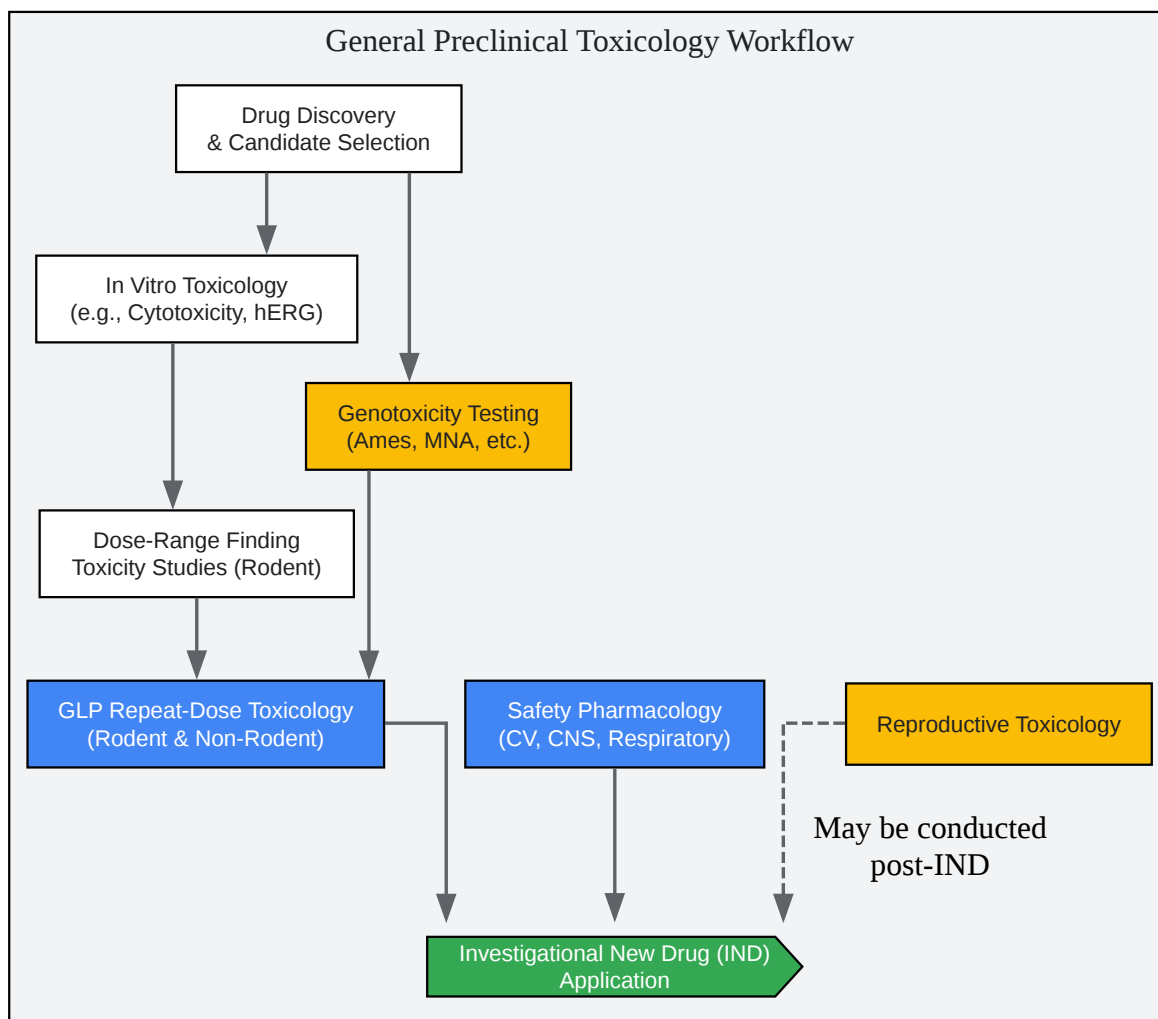 General Preclinical Toxicology Workflow
Drug Discovery
& Candidate Selection
In Vitro Toxicology
(e.g., Cytotoxicity, hERG)
Genotoxicity Testing
(Ames, MNA, etc.)
Dose-Range Finding
Toxicity Studies (Rodent)
GLP Repeat-Dose Toxicology
(Rodent & Non-Rodent)
Safety Pharmacology
(CV, CNS, Respiratory)
Reproductive Toxicology
May be conducted
post-IND
Investigational New Drug (IND)
Application